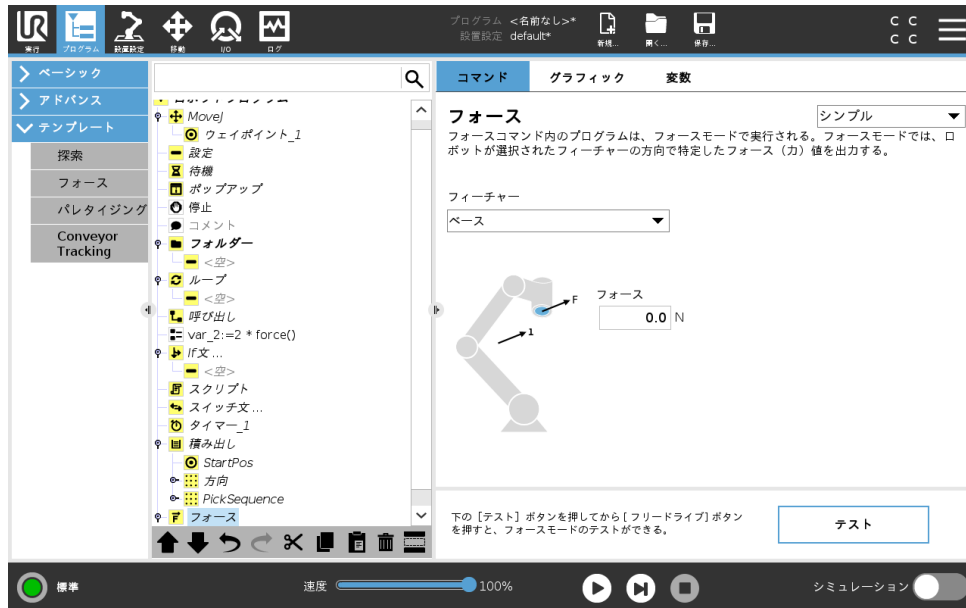 UR
実行
プログラム
設置設定
移動
I/O
ログ
プログラム <名前なし>*
設置設定 default*
新規...
開く...
保存...
C C
C C
ベーシック
アドバンス
テンプレート
探索
フォース
パレタイジング
Conveyor
Tracking
MoveJ
ウェイポイント_1
設定
待機
ポップアップ
停止
コメント
フォルダー
<空>
ループ
<空>
呼び出し
var_2:=2 * force()
If文 ...
<空>
スクリプト
スイッチ文 ...
タイマー_1
積み出し
StartPos
方向
PickSequence
フォース
コマンド グラフィック 変数
フォース
シンプル
フォースコマンド内のプログラムは、フォースモードで実行される。フォースモードでは、ロ
ボットが選択されたフィーチャーの方向で特定したフォース（力）値を出力する。
フィーチャー
ベース
F
1
フォース
0.0 N
下の［テスト］ボタンを押してから[フリードライブ]ボタン
を押すと、フォースモードのテストができる。
テスト
標準
速度 100%
シミュレーション